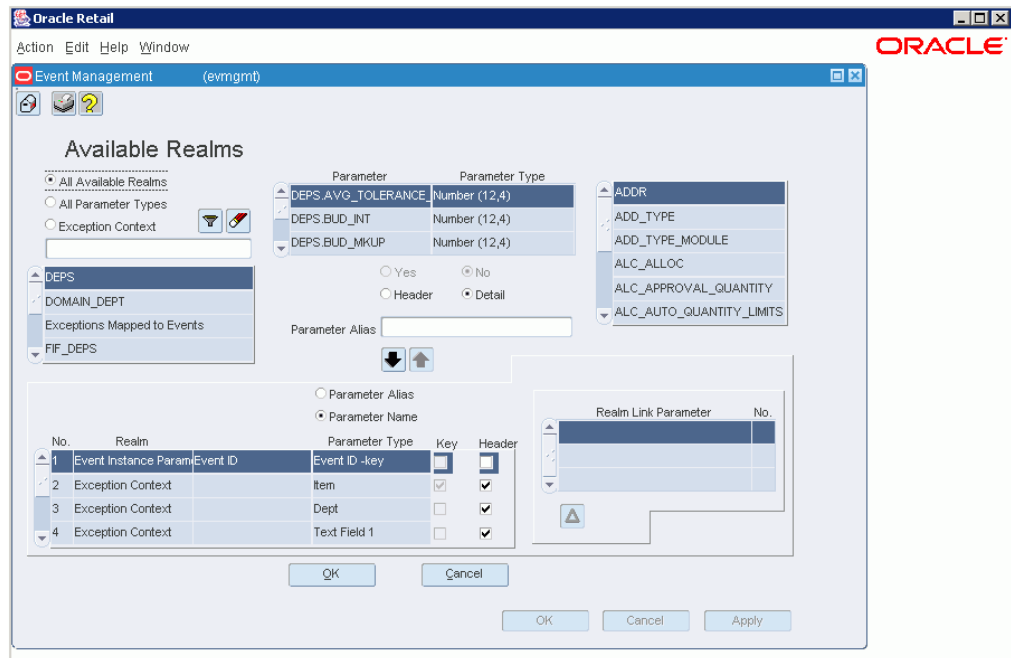 Oracle Retail
Action Edit Help Window
ORACLE
Event Management (evmgmt)
Available Realms
All Available Realms
All Parameter Types
Exception Context
DEPS
DOMAIN_DEPT
Exceptions Mapped to Events
FIF_DEPS
Parameter Parameter Type
DEPS.AVG_TOLERANCE_ Number (12,4)
DEPS.BUD_INT Number (12,4)
DEPS.BUD_MKUP Number (12,4)
Yes No
Header Detail
Parameter Alias
ADDR
ADD_TYPE
ADD_TYPE_MODULE
ALC_ALLOC
ALC_APPROVAL_QUANTITY
ALC_AUTO_QUANTITY_LIMITS
Parameter Alias
Parameter Name
No. Realm Parameter Type Key Header
1 Event Instance Param Event ID Event ID -key
2 Exception Context Item
3 Exception Context Dept
4 Exception Context Text Field 1
Realm Link Parameter No.
OK Cancel
OK Cancel Apply